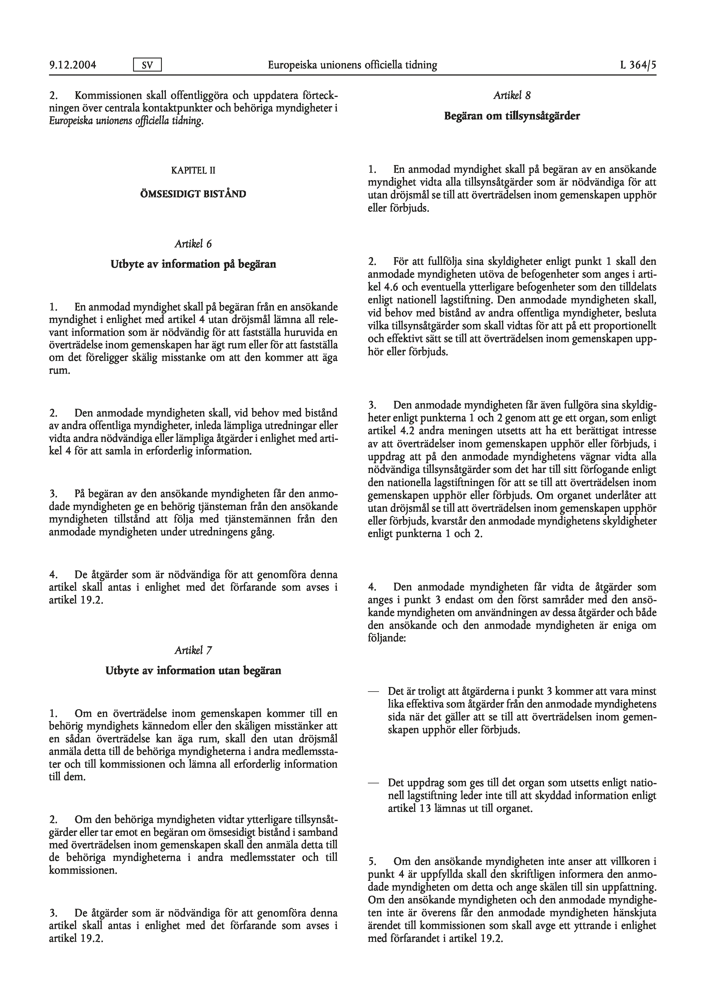 9.12.2004 SV Europeiska unionens officiella tidning L 364/5
2. Kommissionen skall offentliggöra och uppdatera förteck-
ningen över centrala kontaktpunkter och behöriga myndigheter i
Europeiska unionens officiella tidning.
KAPITEL II
ÖMSESIDIGT BISTÅND
Artikel 6
Utbyte av information på begäran
1. En anmodad myndighet skall på begäran från en ansökande
myndighet i enlighet med artikel 4 utan dröjsmål lämna all rele-
vant information som är nödvändig för att fastställa huruvida en
överträdelse inom gemenskapen har ägt rum eller för att fastställa
om det föreligger skälig misstanke om att den kommer att äga
rum.
2. Den anmodade myndigheten skall, vid behov med bistånd
av andra offentliga myndigheter, inleda lämpliga utredningar eller
vidta andra nödvändiga eller lämpliga åtgärder i enlighet med arti-
kel 4 för att samla in erforderlig information.
3. På begäran av den ansökande myndigheten får den anmo-
dade myndigheten ge en behörig tjänsteman från den ansökande
myndigheten tillstånd att följa med tjänstemännen från den
anmodade myndigheten under utredningens gång.
4. De åtgärder som är nödvändiga för att genomföra denna
artikel skall antas i enlighet med det förfarande som avses i
artikel 19.2.
Artikel 7
Utbyte av information utan begäran
1. Om en överträdelse inom gemenskapen kommer till en
behörig myndighets kännedom eller den skäligen misstänker att
en sådan överträdelse kan äga rum, skall den utan dröjsmål
anmäla detta till de behöriga myndigheterna i andra medlemssta-
ter och till kommissionen och lämna all erforderlig information
till dem.
2. Om den behöriga myndigheten vidtar ytterligare tillsynsåt-
gärder eller tar emot en begäran om ömsesidigt bistånd i samband
med överträdelsen inom gemenskapen skall den anmäla detta till
de behöriga myndigheterna i andra medlemsstater och till
kommissionen.
3. De åtgärder som är nödvändiga för att genomföra denna
artikel skall antas i enlighet med det förfarande som avses i
artikel 19.2.
Artikel 8
Begäran om tillsynsåtgärder
1. En anmodad myndighet skall på begäran av en ansökande
myndighet vidta alla tillsynsåtgärder som är nödvändiga för att
utan dröjsmål se till att överträdelsen inom gemenskapen upphör
eller förbjuds.
2. För att fullfölja sina skyldigheter enligt punkt 1 skall den
anmodade myndigheten utöva de befogenheter som anges i arti-
kel 4.6 och eventuella ytterligare befogenheter som den tilldelats
enligt nationell lagstiftning. Den anmodade myndigheten skall,
vid behov med bistånd av andra offentliga myndigheter, besluta
vilka tillsynsåtgärder som skall vidtas för att på ett proportionellt
och effektivt sätt se till att överträdelsen inom gemenskapen upp-
hör eller förbjuds.
3. Den anmodade myndigheten får även fullgöra sina skyldig-
heter enligt punkterna 1 och 2 genom att ge ett organ, som enligt
artikel 4.2 andra meningen utsetts att ha ett berättigat intresse
av att överträdelser inom gemenskapen upphör eller förbjuds, i
uppdrag att på den anmodade myndighetens vägnar vidta alla
nödvändiga tillsynsåtgärder som det har till sitt förfogande enligt
den nationella lagstiftningen för att se till att överträdelsen inom
gemenskapen upphör eller förbjuds. Om organet underlåter att
utan dröjsmål se till att överträdelsen inom gemenskapen upphör
eller förbjuds, kvarstår den anmodade myndighetens skyldigheter
enligt punkterna 1 och 2.
4. Den anmodade myndigheten får vidta de åtgärder som
anges i punkt 3 endast om den först samråder med den ansö-
kande myndigheten om användningen av dessa åtgärder och både
den ansökande och den anmodade myndigheten är eniga om
följande:
— Det är troligt att åtgärderna i punkt 3 kommer att vara minst
lika effektiva som åtgärder från den anmodade myndighetens
sida när det gäller att se till att överträdelsen inom gemen-
skapen upphör eller förbjuds.
— Det uppdrag som ges till det organ som utsetts enligt natio-
nell lagstiftning leder inte till att skyddad information enligt
artikel 13 lämnas ut till organet.
5. Om den ansökande myndigheten inte anser att villkoren i
punkt 4 är uppfyllda skall den skriftligen informera den anmo-
dade myndigheten om detta och ange skälen till sin uppfattning.
Om den ansökande myndigheten och den anmodade myndighe-
ten inte är överens får den anmodade myndigheten hänskjuta
ärendet till kommissionen som skall avge ett yttrande i enlighet
med förfarandet i artikel 19.2.